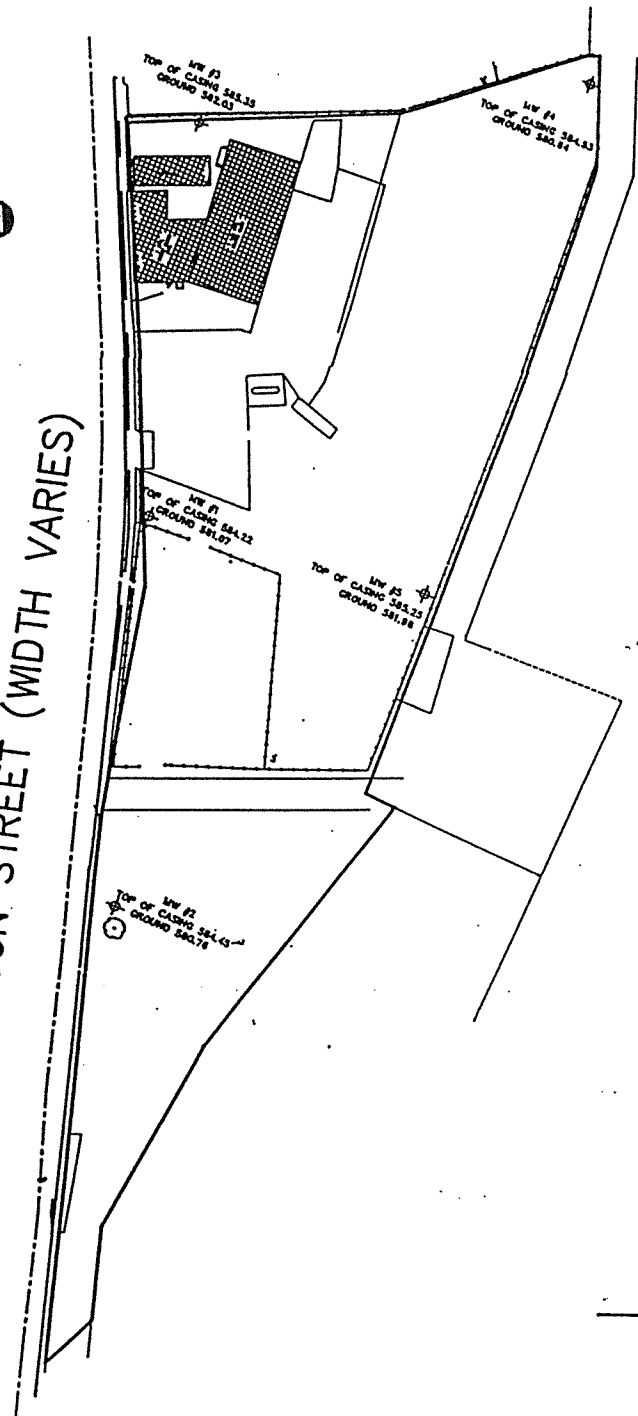 MW #3
TOP OF CASING 585.35
GROUND 582.03
MW #4
TOP OF CASING 584.53
GROUND 580.84
STREET (WIDTH VARIES)
MW #1
TOP OF CASING 584.22
GROUND 581.07
MW #5
TOP OF CASING 585.25
GROUND 581.98
S
MW #2
TOP OF CASING 584.43
GROUND 580.78